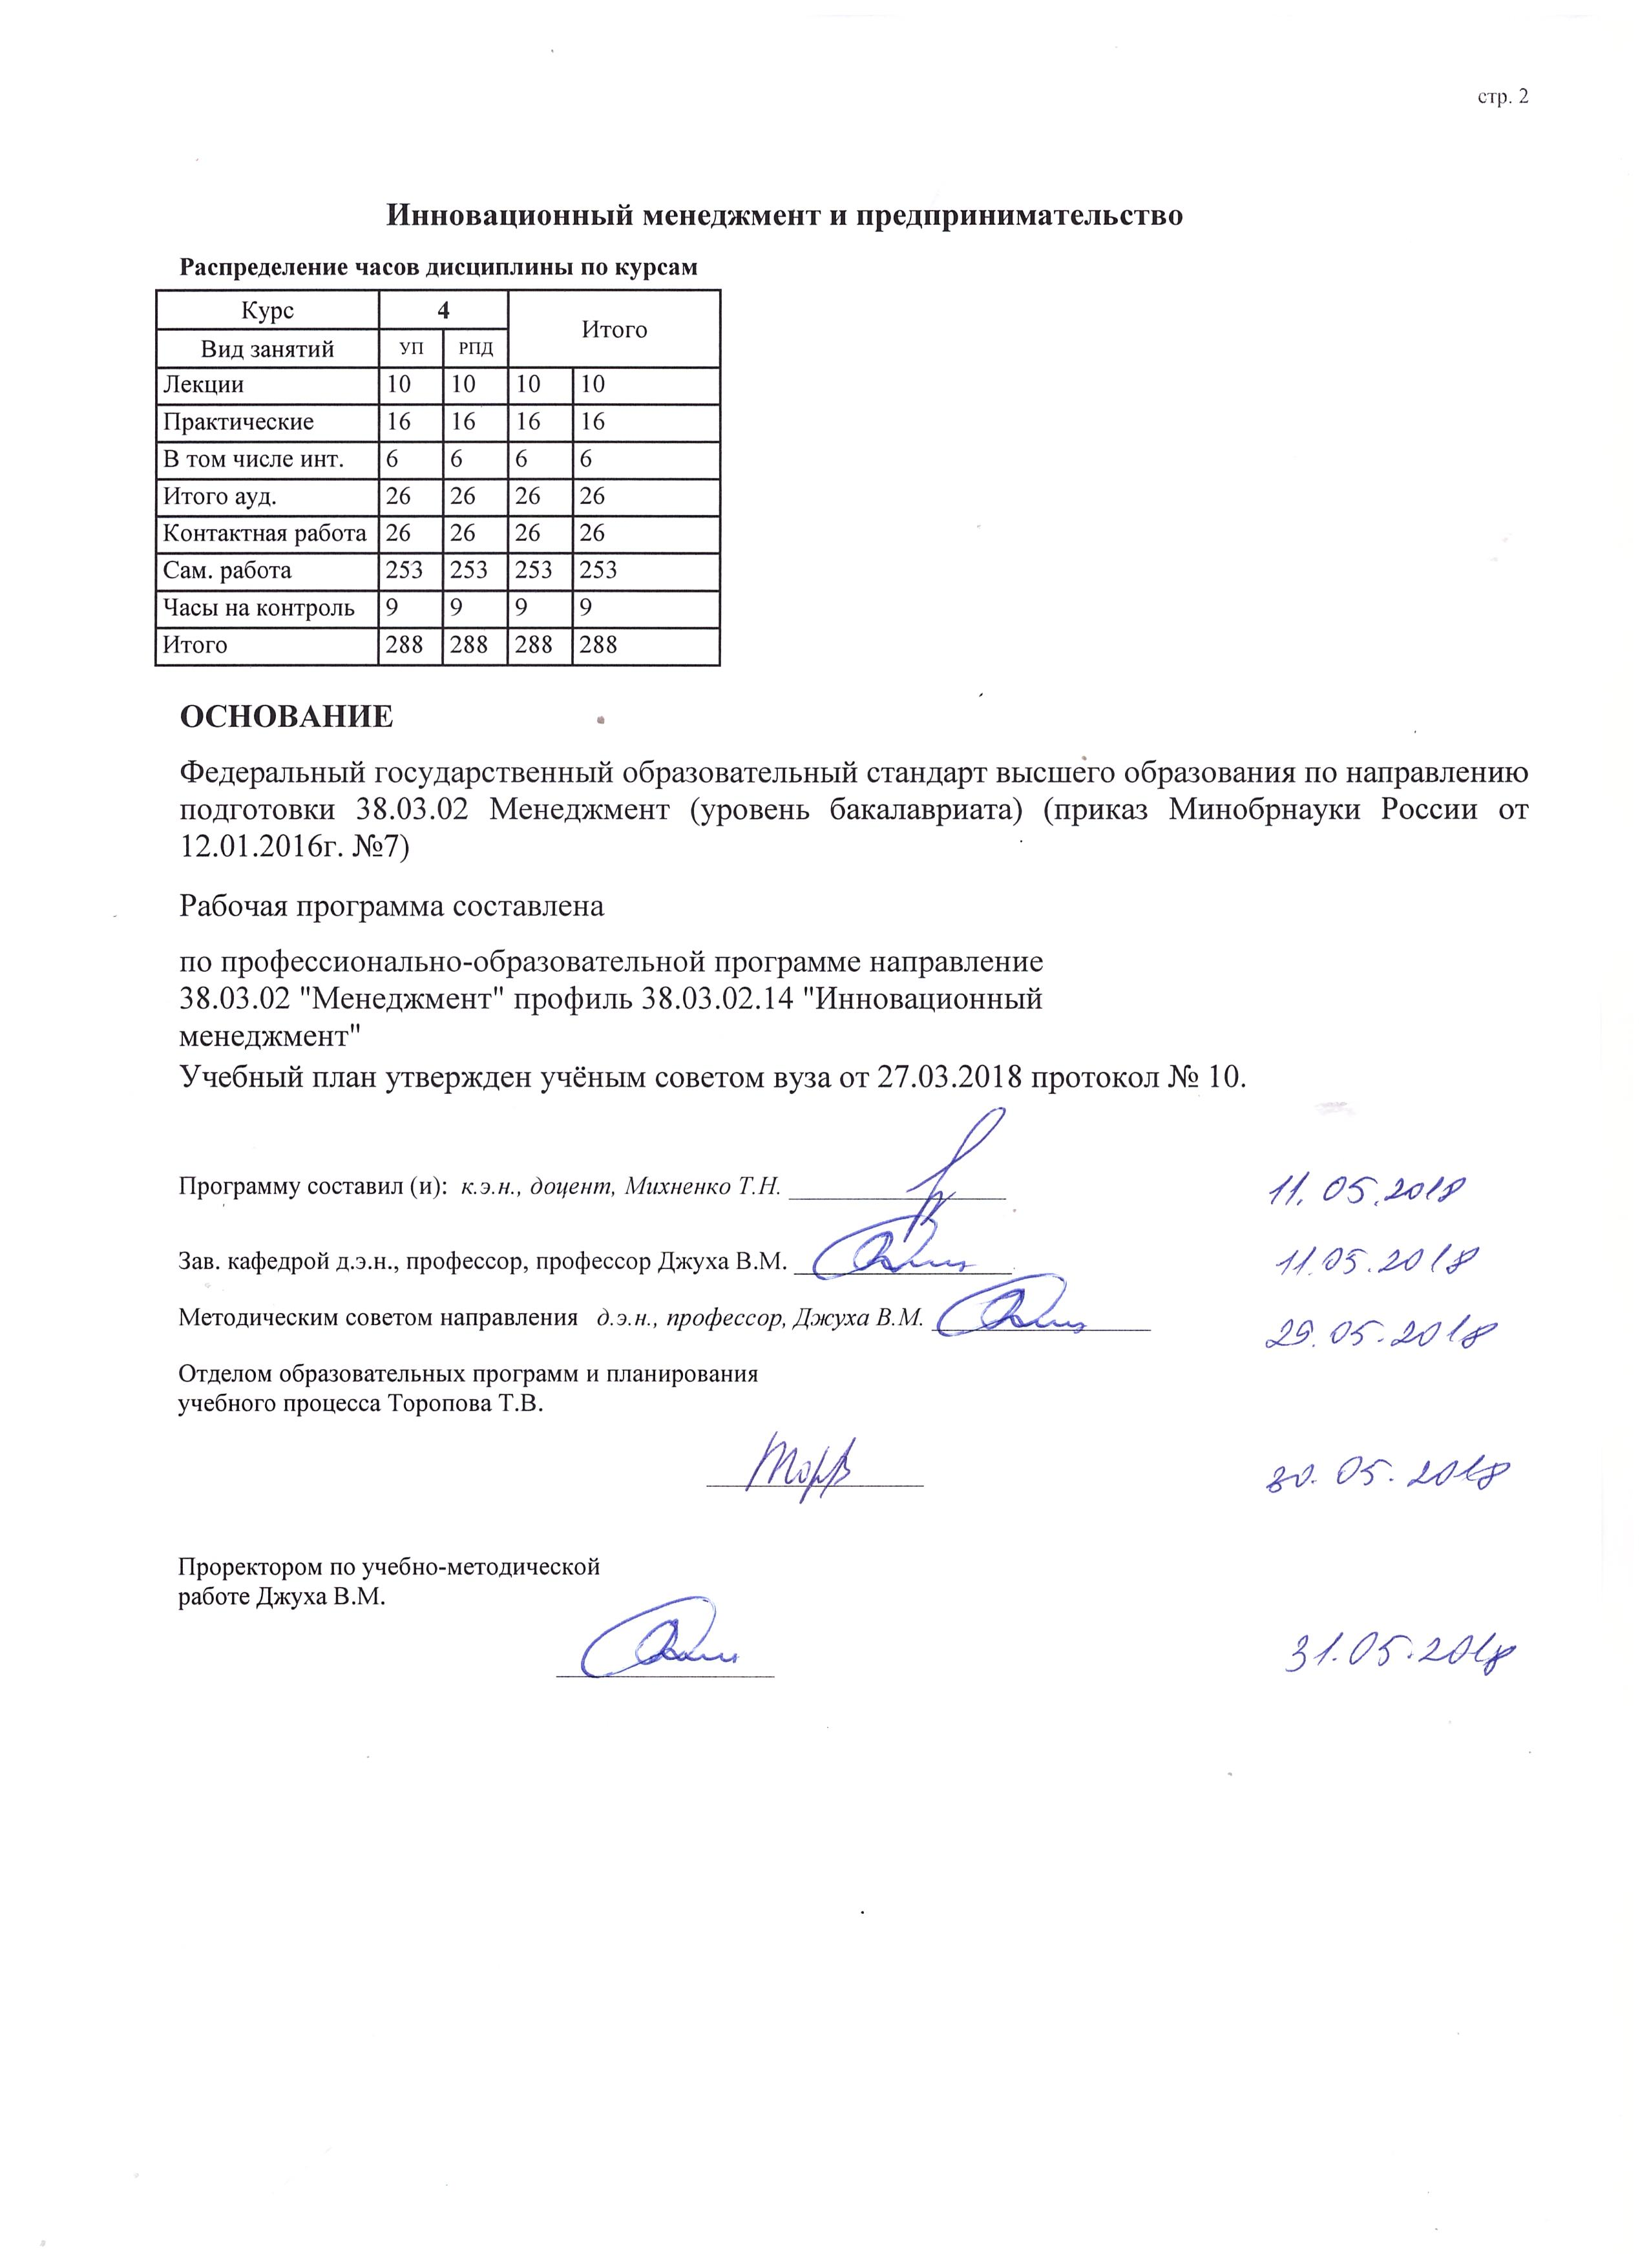 стр. 2
Инновационный менеджмент и предпринимательство
Распределение часов дисциплины по курсам
Курс 4 Итого
Вид занятий УП РПД
Лекции 10 10 10 10
Практические 16 16 16 16
В том числе инт. 6 6 6 6
Итого ауд. 26 26 26 26
Контактная работа 26 26 26 26
Сам. работа 253 253 253 253
Часы на контроль 9 9 9 9
Итого 288 288 288 288
ОСНОВАНИЕ
Федеральный государственный образовательный стандарт высшего образования по направлению
подготовки 38.03.02 Менеджмент (уровень бакалавриата) (приказ Минобрнауки России от
12.01.2016г. №7)
Рабочая программа составлена
по профессионально-образовательной программе направление
38.03.02 "Менеджмент" профиль 38.03.02.14 "Инновационный
менеджмент"
Учебный план утвержден учёным советом вуза от 27.03.2018 протокол № 10.
Программу составил (и): к.э.н., доцент, Михненко Т.Н. 11.05.2018
Зав. кафедрой д.э.н., профессор, профессор Джуха В.М. 11.05.2018
Методическим советом направления д.э.н., профессор, Джуха В.М. 29.05.2018
Отделом образовательных программ и планирования
учебного процесса Торопова Т.В.
30.05.2018
Проректором по учебно-методической
работе Джуха В.М.
31.05.2018